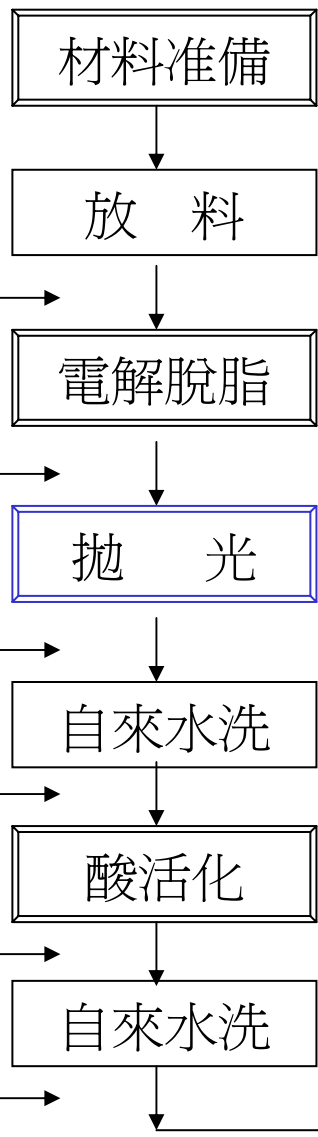 材料准備
放 料
電解脫脂
拋 光
自來水洗
酸活化
自來水洗